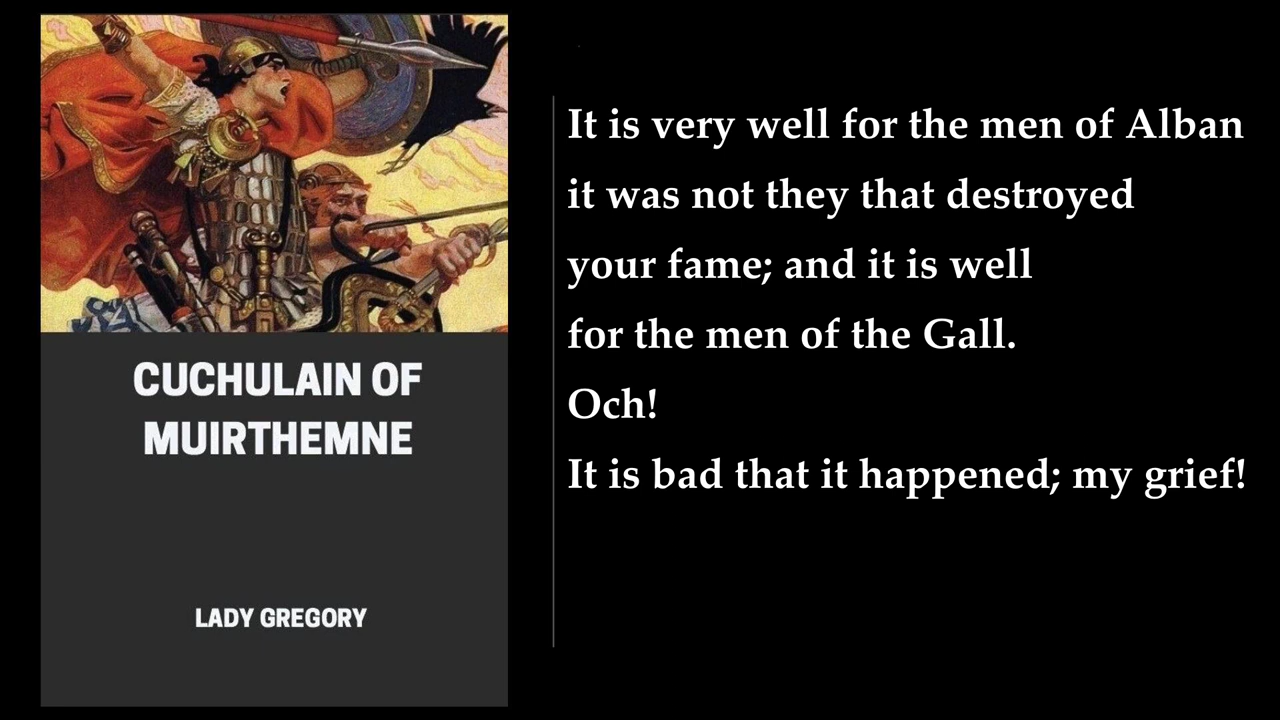 CUCHULAIN OF
MUIRTHEMNE
LADY GREGORY
It is very well for the men of Alban
it was not they that destroyed
your fame; and it is well
for the men of the Gall.
Och!
It is bad that it happened; my grief!